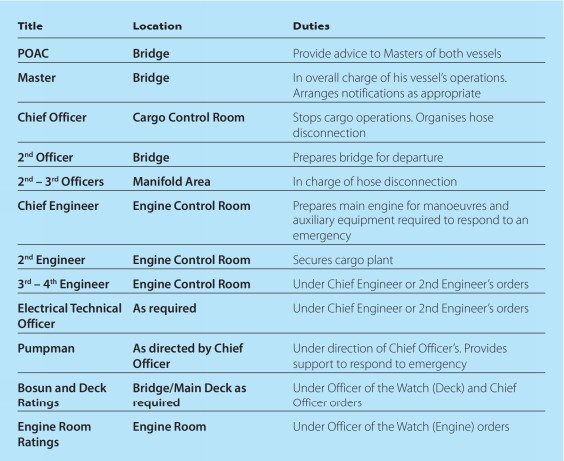 Title Location Duties
POAC Bridge Provide advice to Masters of both vessels
Master Bridge In overall charge of his vessel's operations.
Arranges notifications as appropriate
Chief Officer Cargo Control Room Stops cargo operations. Organises hose
disconnection
2nd Officer Bridge Prepares bridge for departure
2nd – 3rd Officers Manifold Area In charge of hose disconnection
Chief Engineer Engine Control Room Prepares main engine for manoeuvres and
auxiliary equipment required to respond to an
emergency
2nd Engineer Engine Control Room Secures cargo plant
3rd – 4th Engineer Engine Control Room Under Chief Engineer or 2nd Engineer's orders
Electrical Technical As required Under Chief Engineer or 2nd Engineer's orders
Officer
Pumpman As directed by Chief Under direction of Chief Officer's. Provides
Officer support to respond to emergency
Bosun and Deck Bridge/Main Deck as Under Officer of the Watch (Deck) and Chief
Ratings required Officer orders
Engine Room Engine Room Under Officer of the Watch (Engine) orders
Ratings